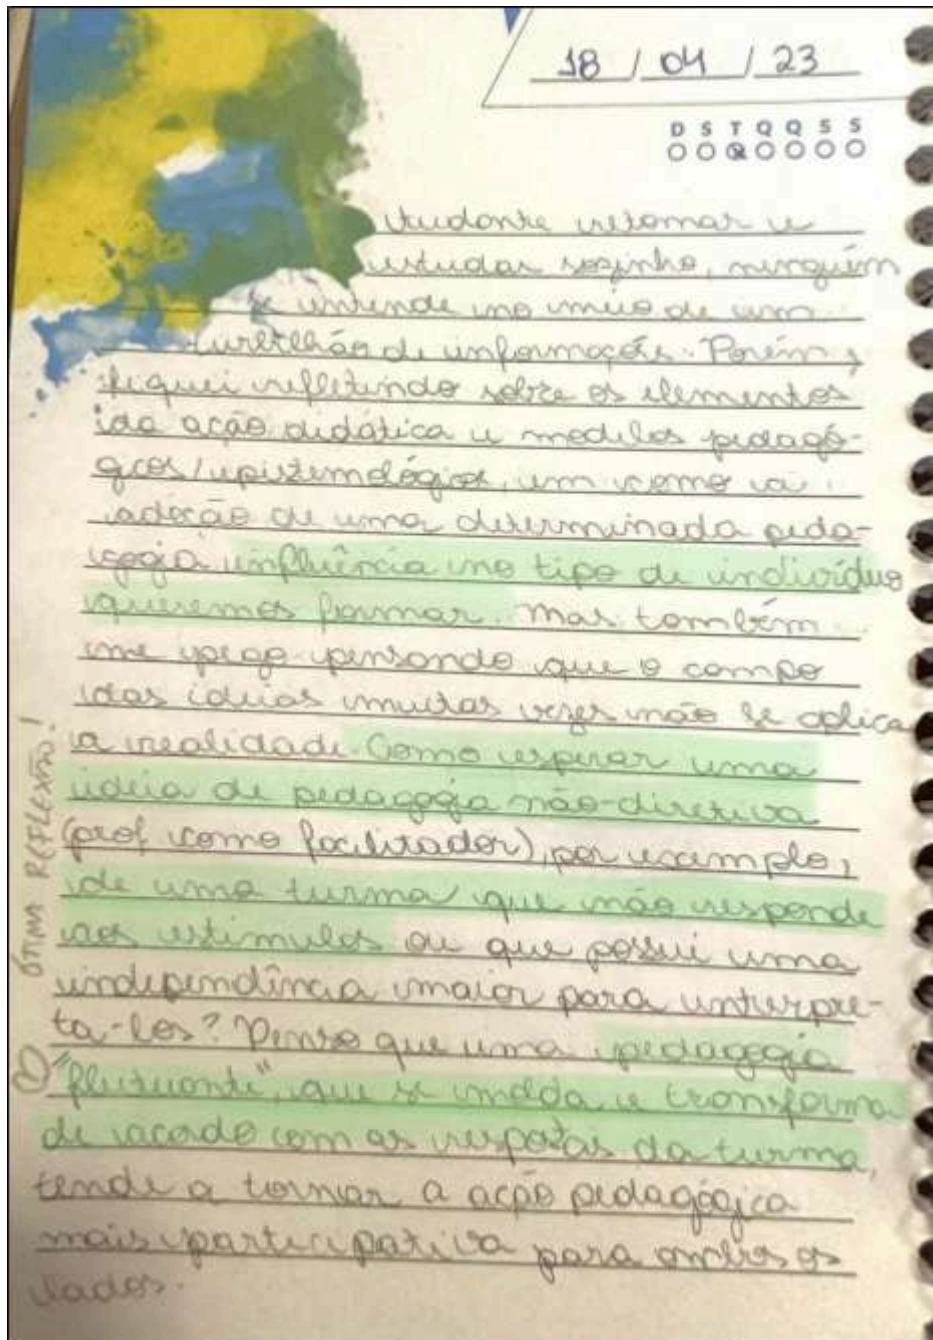 18 / 04 / 23
D S T Q Q S S
studante retomar e
estudar sozinho, ninguém
se entende no meio de um
turbilhão de informações. Porém,
fiquei refletindo sobre os elementos
da ação didática e modelos pedagó-
gicos/epistemológios, em como a
adoção de uma determinada peda-
gogia influência no tipo de indivíduo
queremos formar. Mas também
me pego pensando que o campo
das ideias muitas vezes não se aplica
a realidade. Como esperar uma
ideia de pedagogia não-diretiva
(prof como facilitador), por exemplo,
de uma turma que não responde
aos estimulos ou que possui uma
independência maior para interpre-
ta-los? Penso que uma pedagogia
"flutuante", que se molda e transforma
de acordo com as respostas da turma,
tende a tornar a ação pedagógica
mais participativa para ambos os
lados.
ÓTIMA REFLEXÃO!